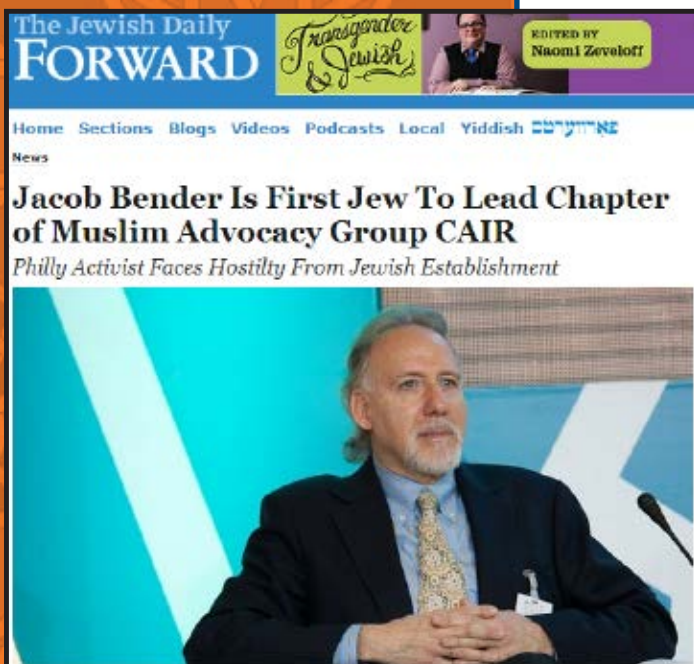 The Jewish Daily
FORWARD
Transgender
& Jewish
EDITED BY
Naomi Zeveloff
Home Sections Blogs Videos Podcasts Local Yiddish פֿאָרווערטס
News
Jacob Bender Is First Jew To Lead Chapter
of Muslim Advocacy Group CAIR
Philly Activist Faces Hostilty From Jewish Establishment